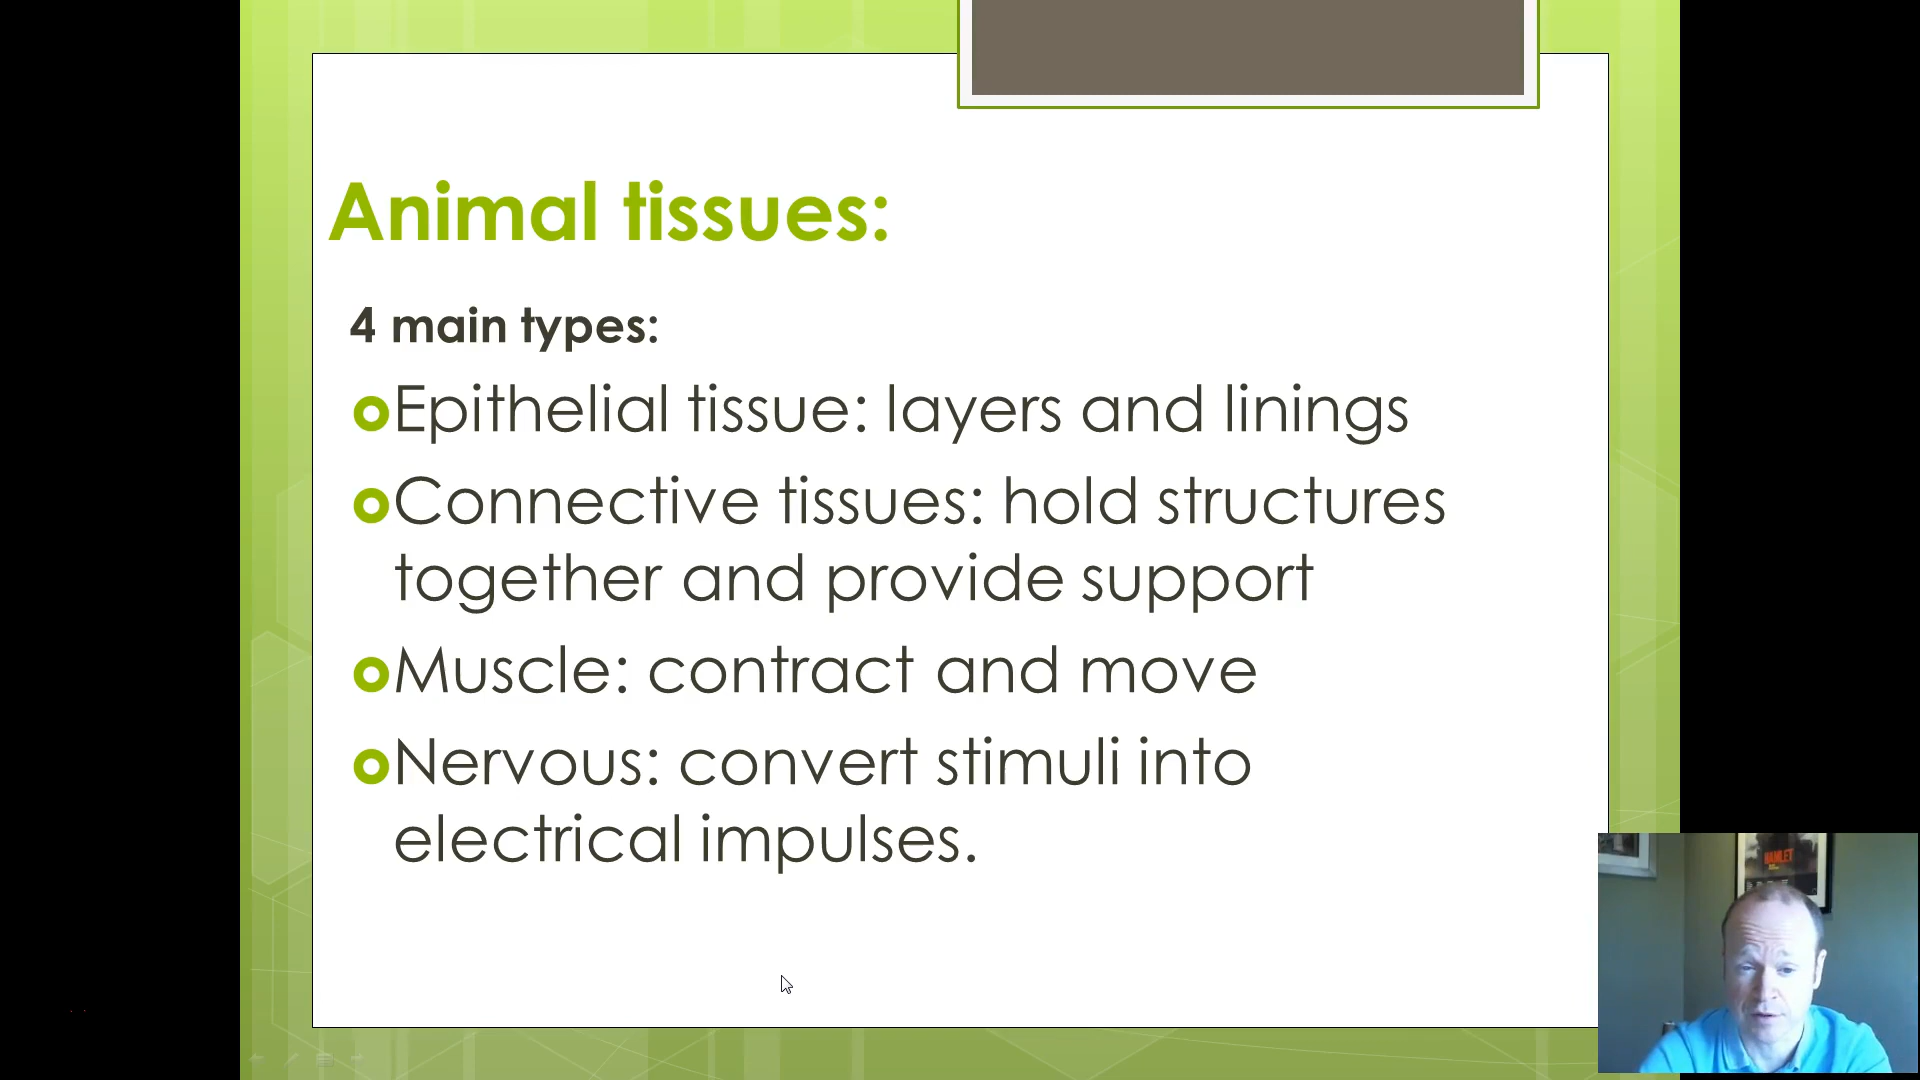 Animal tissues:
4 main types:
Epithelial tissue: layers and linings
Connective tissues: hold structures
together and provide support
Muscle: contract and move
Nervous: convert stimuli into
electrical impulses.
HAMLET